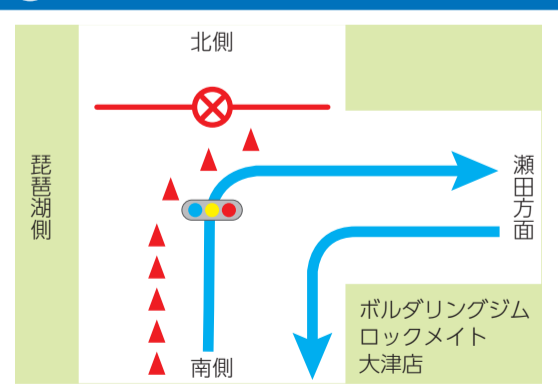 北側
琵琶湖側
瀬田方面
ボルダリングジム
ロックメイト
大津店
南側